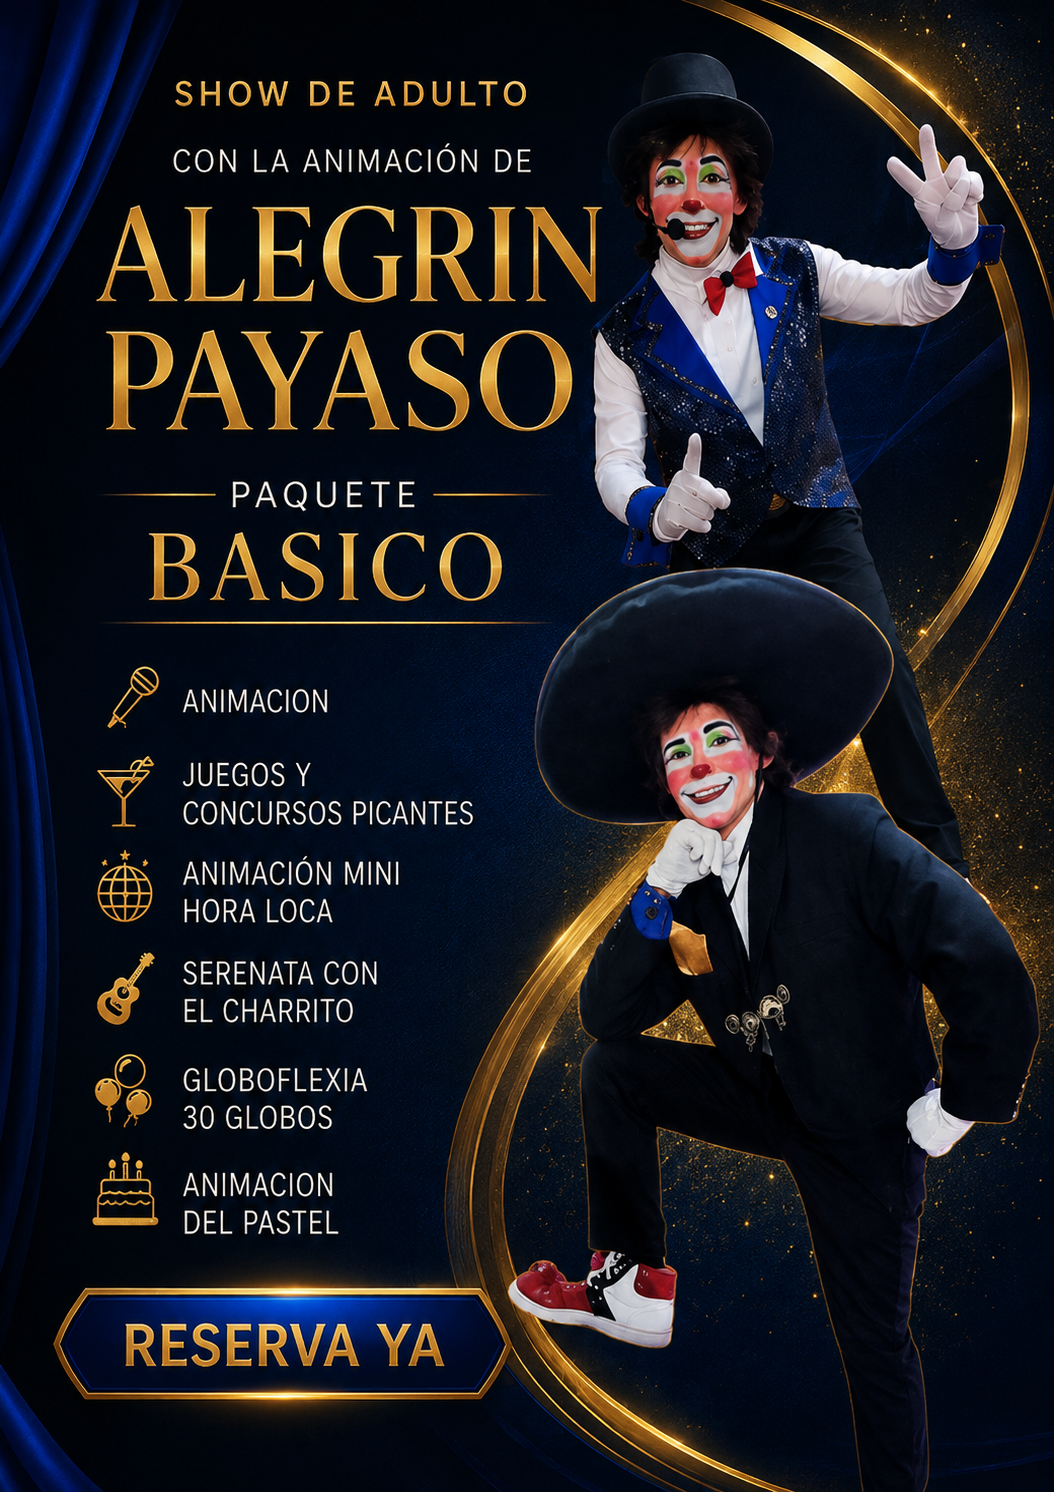 SHOW DE ADULTO
CON LA ANIMACIÓN DE
ALEGRIN
PAYASO
PAQUETE
BASICO
ANIMACION
JUEGOS Y
CONCURSOS PICANTES
ANIMACIÓN MINI
HORA LOCA
SERENATA CON
EL CHARRITO
GLOBOFLEXIA
30 GLOBOS
ANIMACION
DEL PASTEL
RESERVA YA